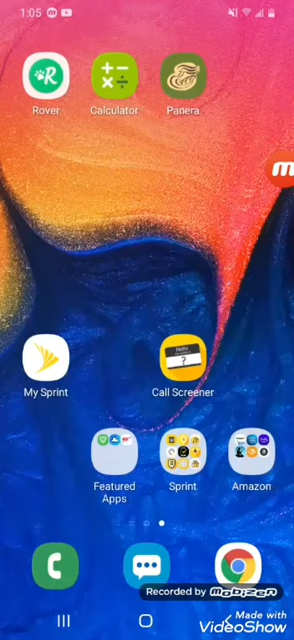 1:05
Rover
Calculator
Panera
My Sprint
Hello
?
Call Screener
Featured
Apps
Sprint
Amazon
Recorded by mobizen
Made with
VideoShow